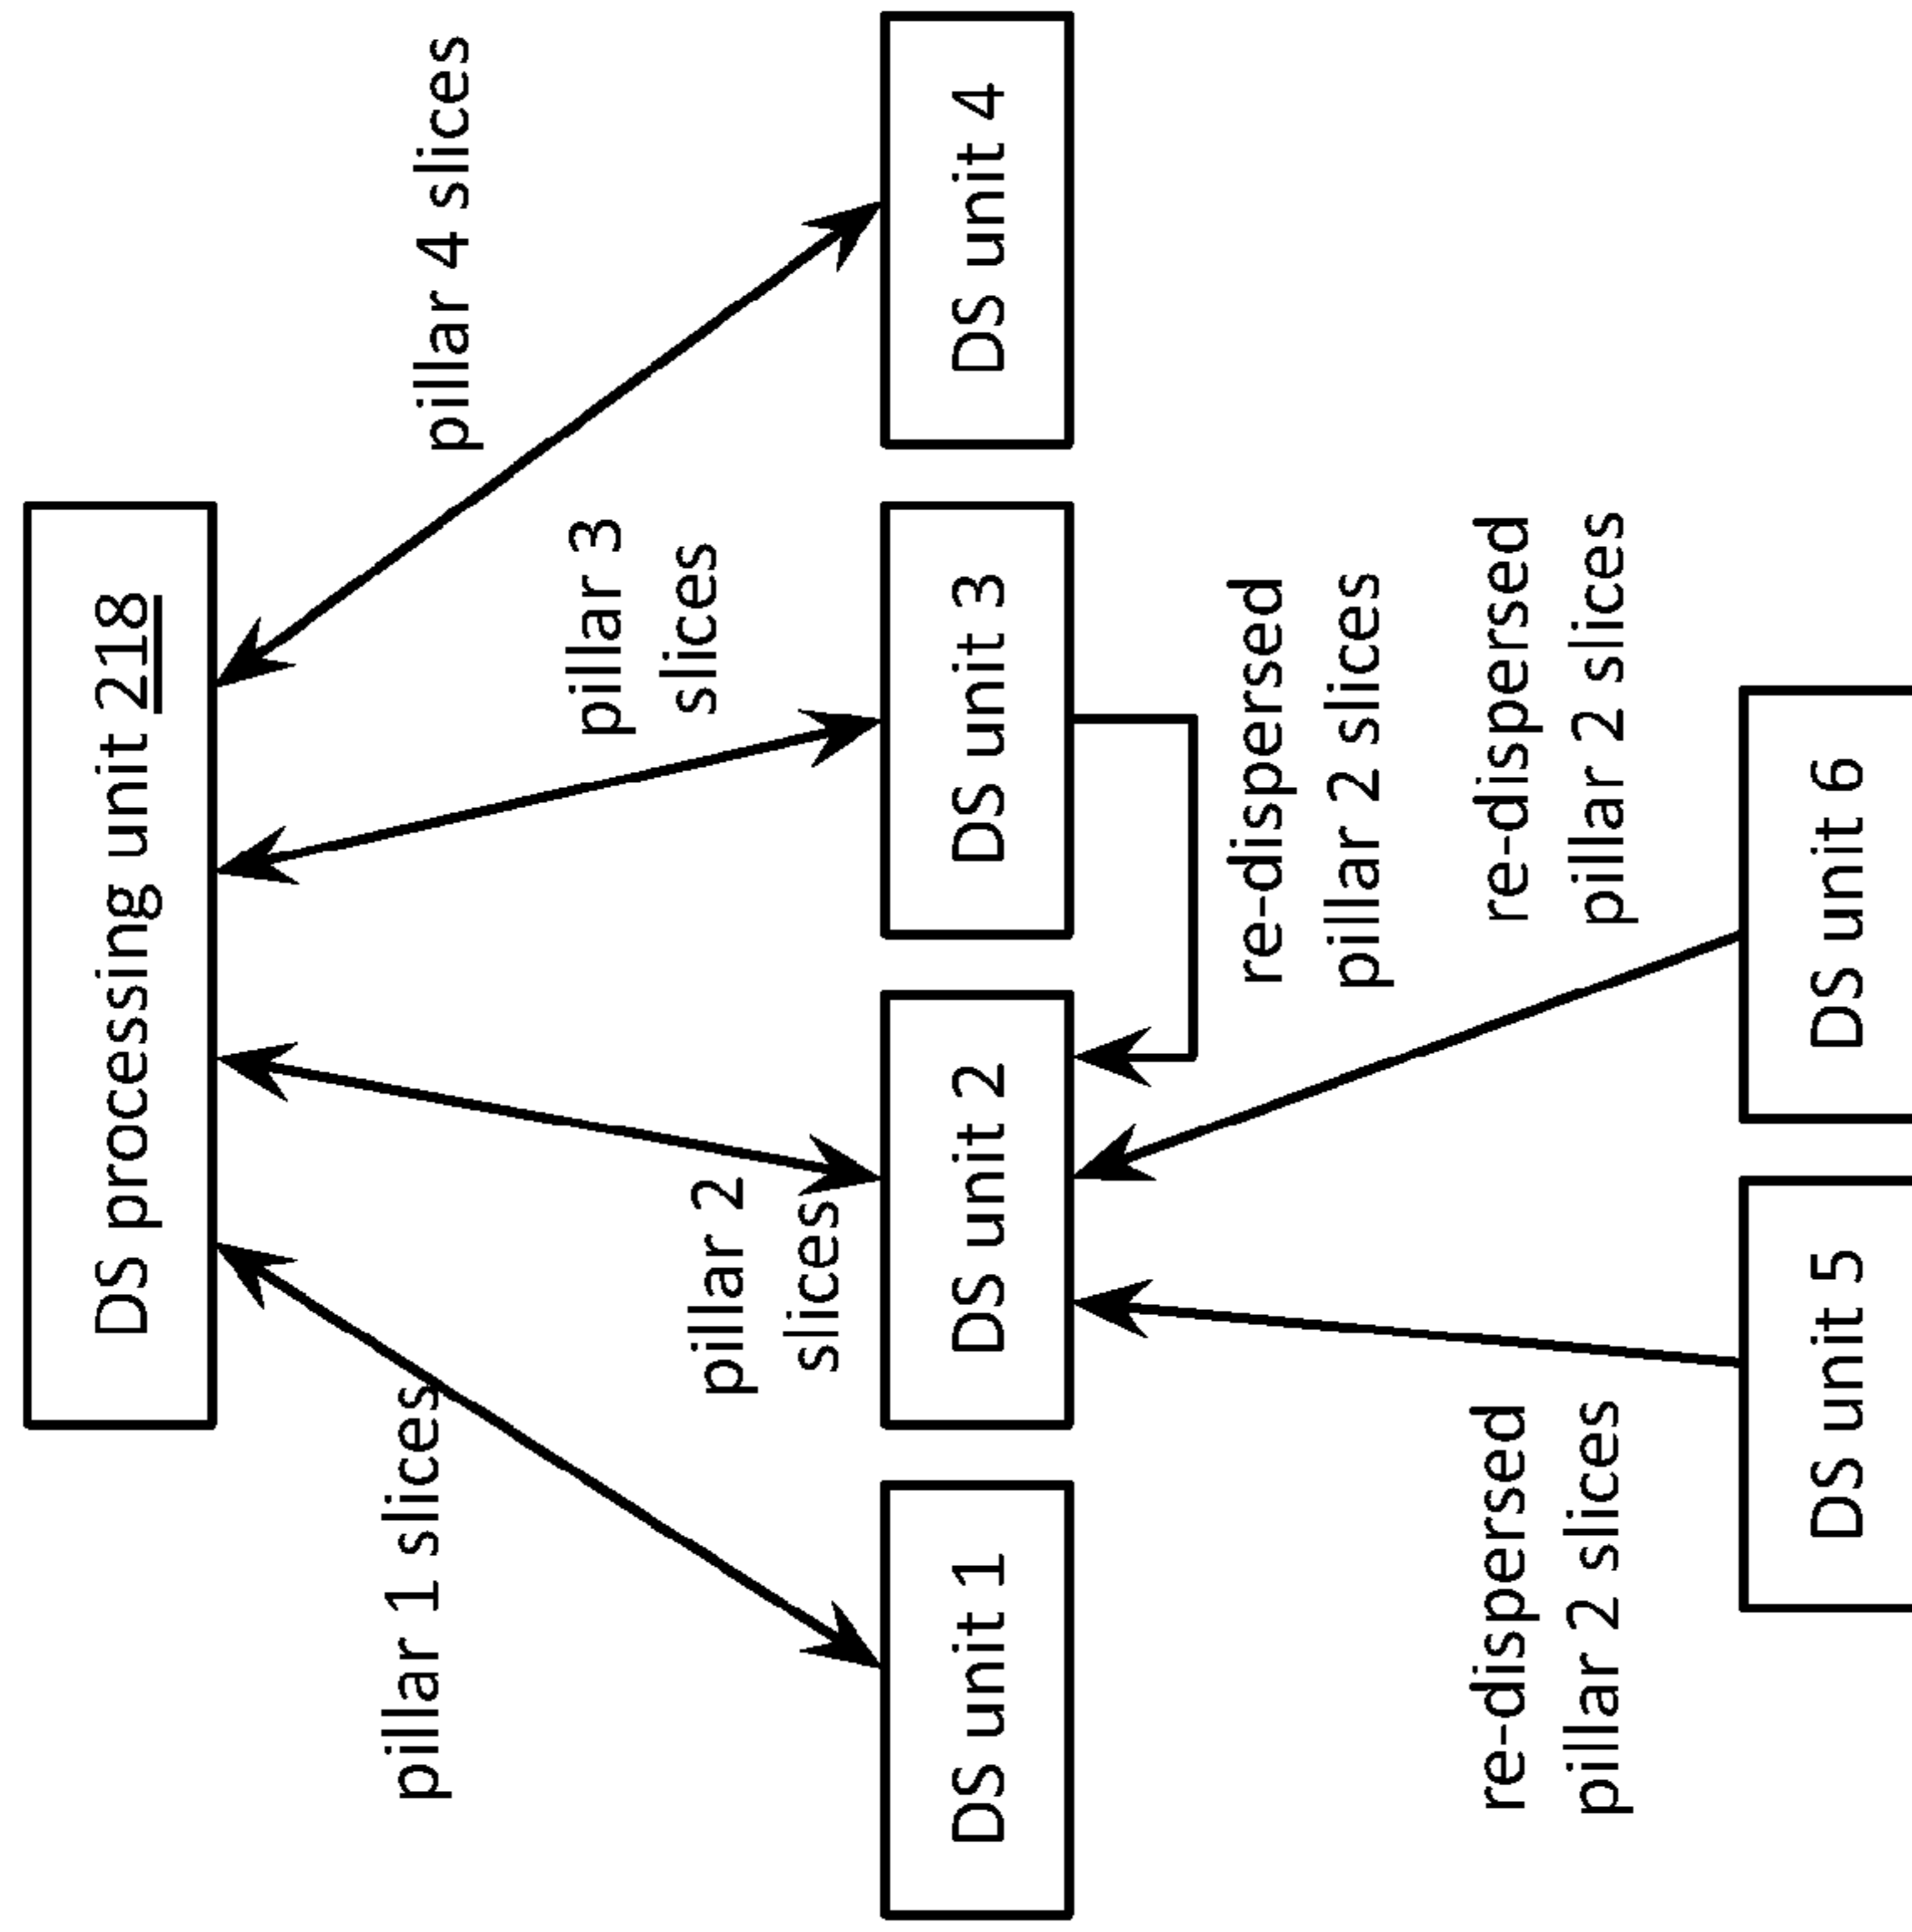 DS processing unit 218
pillar 1 slices
pillar 4 slices
pillar 3
slices
pillar 2
slices
DS unit 1
DS unit 2
DS unit 3
DS unit 4
re-dispersed
pillar 2 slices
re-dispersed
pillar 2 slices
re-dispersed
pillar 2 slices
DS unit 5
DS unit 6